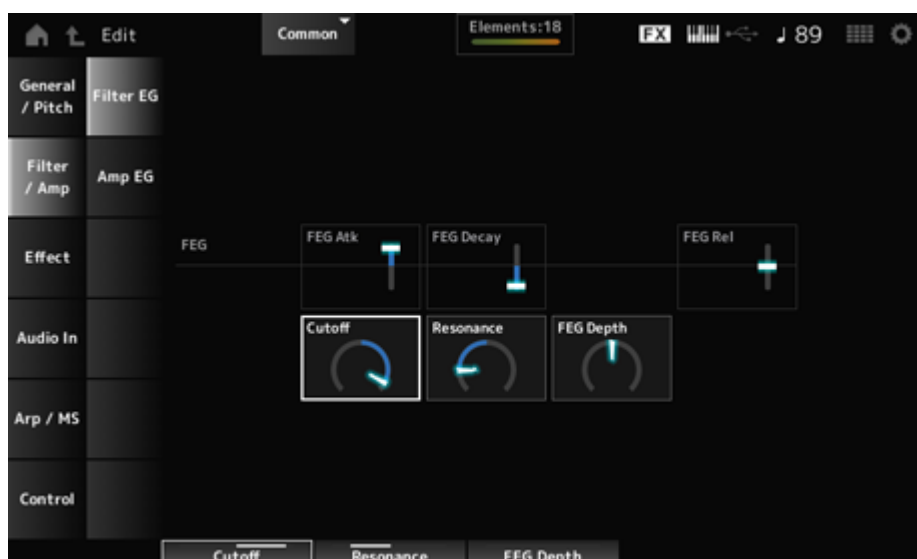 Edit
Common
Elements:18
FX
♩ 89
General
/ Pitch
Filter EG
Filter
/ Amp
Amp EG
Effect
Audio In
Arp / MS
Control
FEG
FEG Atk
FEG Decay
FEG Rel
Cutoff
Resonance
FEG Depth
Cutoff
Resonance
FEG Depth